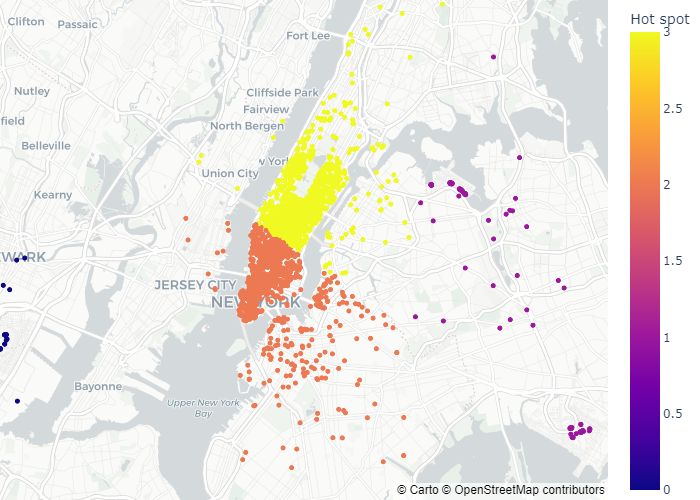 Clifton
Passaic
Fort Lee
Hot spot
3
Nutley
Cliffside Park
Fairview
2.5
field
North Bergen
Belleville
w York
Union City
2
Kearny
WARK
1.5
JERSEY CITY
NEW YORK
1
Bayonne
Upper New York
Bay
0.5
0
© Carto © OpenStreetMap contributors